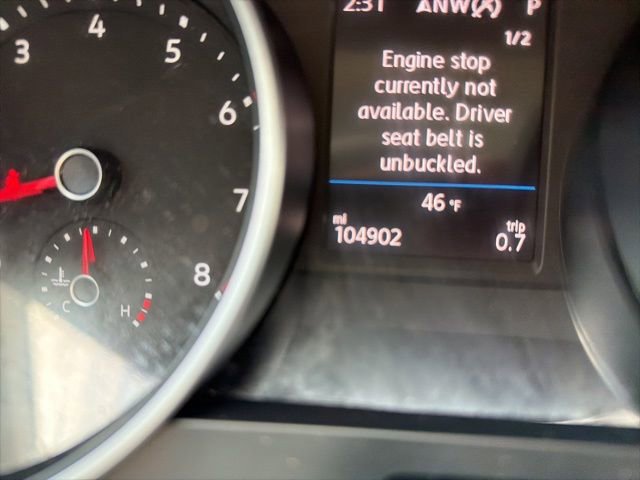 2:31 ANW P
1/2
Engine stop
currently not
available. Driver
seat belt is
unbuckled.
46 °F
mi
104902
trip
0.7
3
4
5
6
7
8
C
H